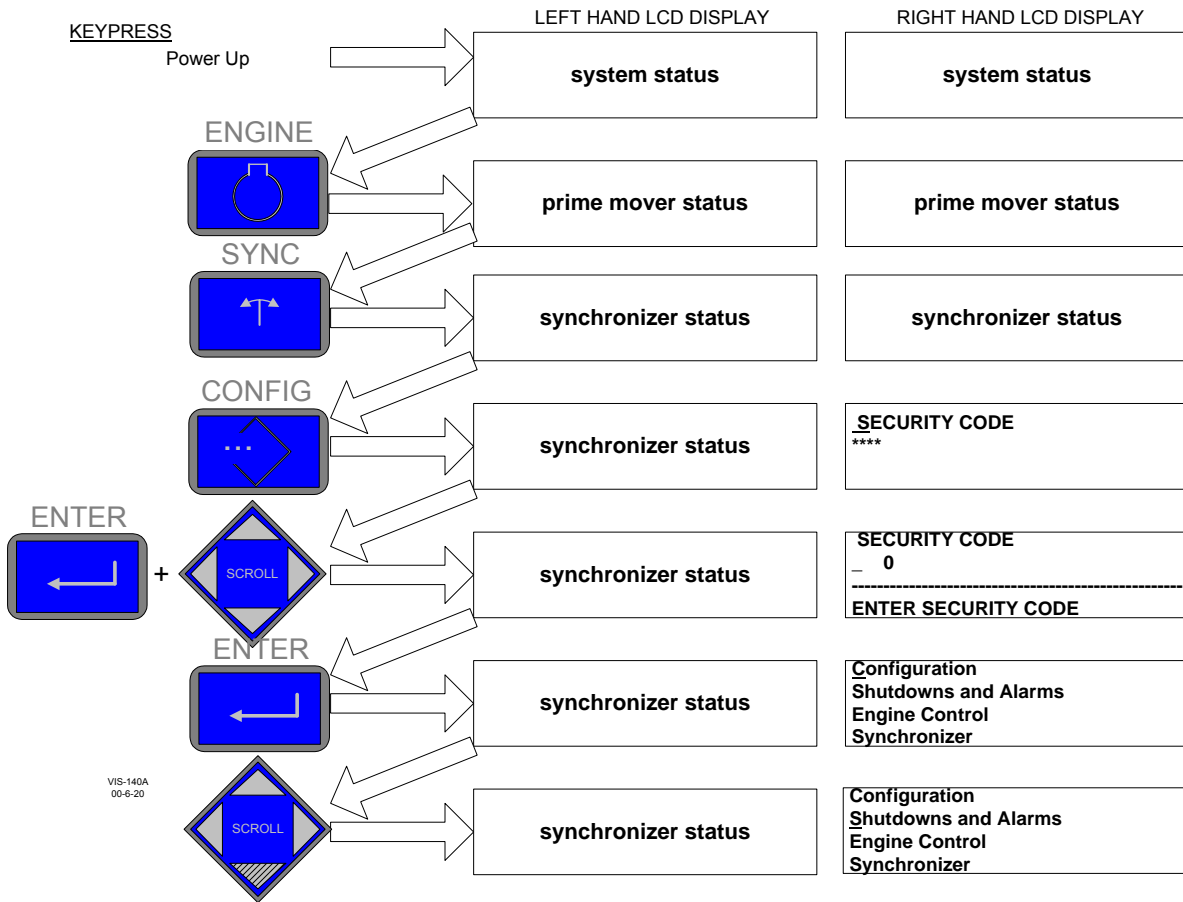 LEFT HAND LCD DISPLAY
RIGHT HAND LCD DISPLAY
KEYPRESS
Power Up
system status
system status
ENGINE
prime mover status
prime mover status
SYNC
synchronizer status
synchronizer status
CONFIG
synchronizer status
SECURITY CODE
****
ENTER
+
SCROLL
synchronizer status
SECURITY CODE
_ 0
------------------------------------------------------
ENTER SECURITY CODE
ENTER
synchronizer status
Configuration
Shutdowns and Alarms
Engine Control
Synchronizer
VIS-140A
00-6-20
SCROLL
synchronizer status
Configuration
Shutdowns and Alarms
Engine Control
Synchronizer